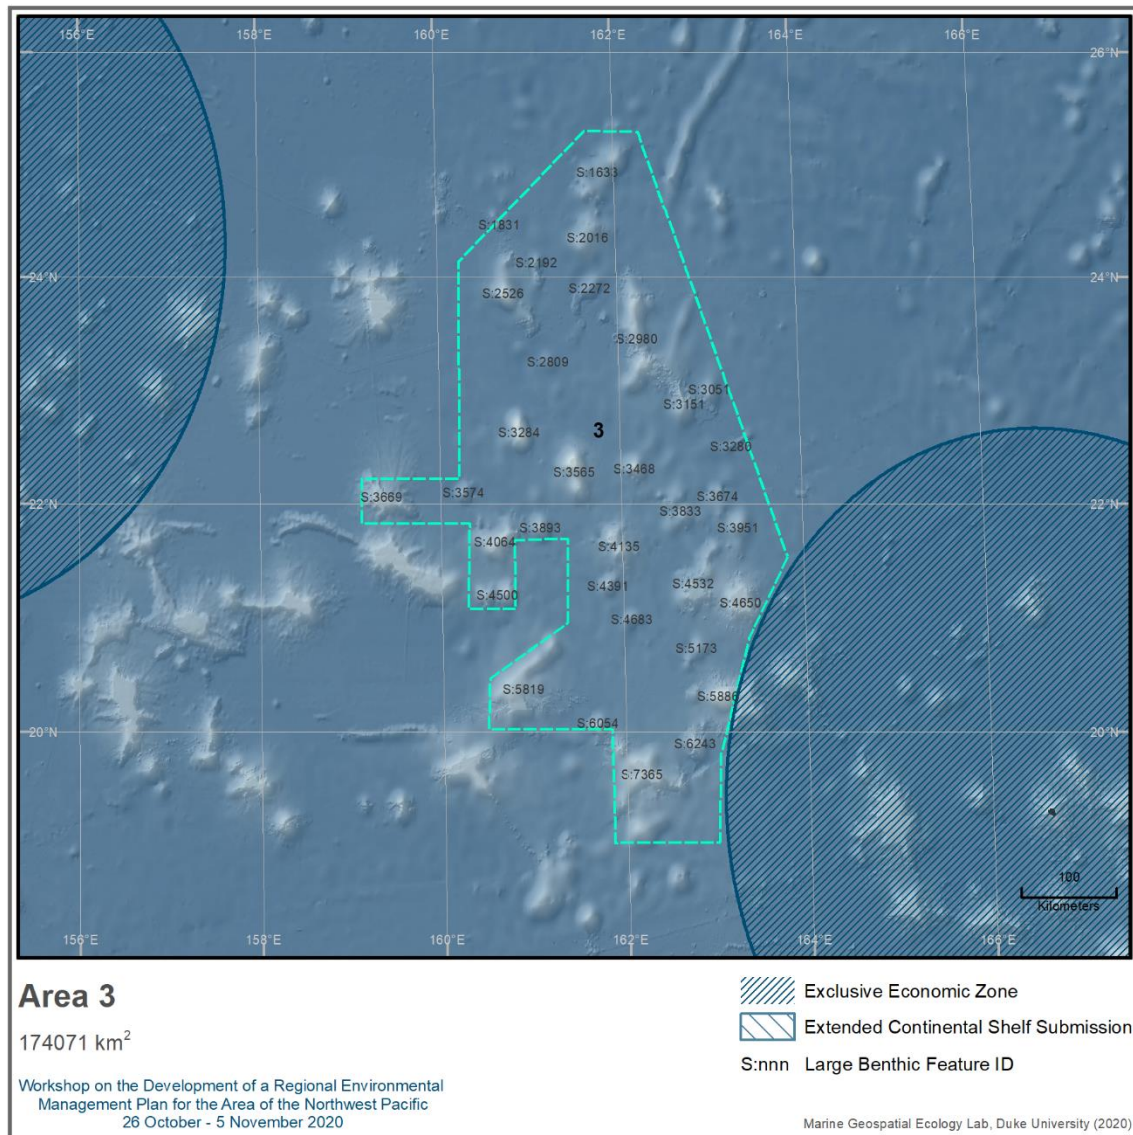 156°E 158°E 160°E 162°E 164°E 166°E
26°N 26°N
S:1633
S:1831
S:2016
S:2192
24°N 24°N
S:2526 S:2272
S:2980
S:2809
S:3051
S:3151
S:3284 3
S:3280
S:3565 S:3468
S:3669 S:3574 S:3674
22°N 22°N
S:3833
S:3893 S:3951
S:4064 S:4135
S:4391 S:4532
S:4500 S:4650
S:4683
S:5173
S:5819 S:5886
S:6054
20°N 20°N
S:6243
S:7365
100
Kilometers
156°E 158°E 160°E 162°E 164°E 166°E
Area 3
174071 km²
Workshop on the Development of a Regional Environmental
Management Plan for the Area of the Northwest Pacific
26 October - 5 November 2020
Exclusive Economic Zone
Extended Continental Shelf Submission
S:nnn Large Benthic Feature ID
Marine Geospatial Ecology Lab, Duke University (2020)